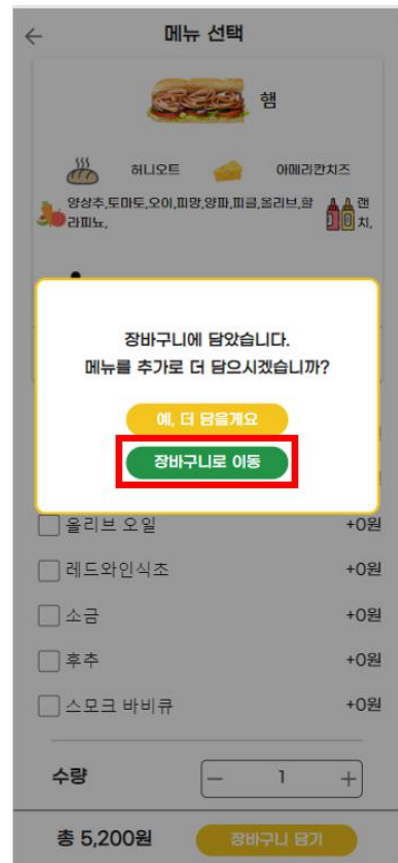 메뉴 선택
햄
허니오트
아메리칸치즈
양상추,토마토,오이,피망,양파,피클,올리브,할
라피뇨,
랜
치,
장바구니에 담았습니다.
메뉴를 추가로 더 담으시겠습니까?
예, 더 담을게요
장바구니로 이동
올리브 오일 +0원
레드와인식초 +0원
소금 +0원
후추 +0원
스모크 바비큐 +0원
수량 1
총 5,200원 장바구니 담기